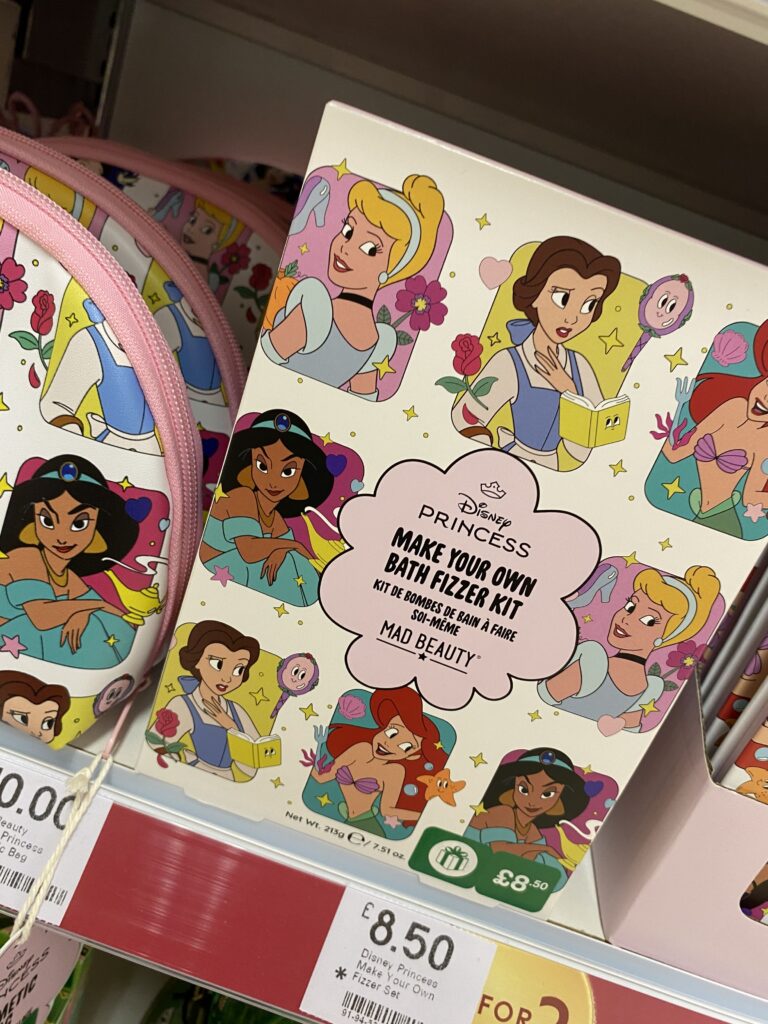 Disney
PRINCESS
MAKE YOUR OWN
BATH FIZZER KIT
KIT DE BOMBES DE BAIN À FAIRE
SOI-MÊME
MAD BEAUTY®
Net Wt. 213g ℮ / 7.51 oz.
£8.50
0.00
Princess
Bag
£8.50
Disney Princess
Make Your Own
* Fizzer Set
FOR